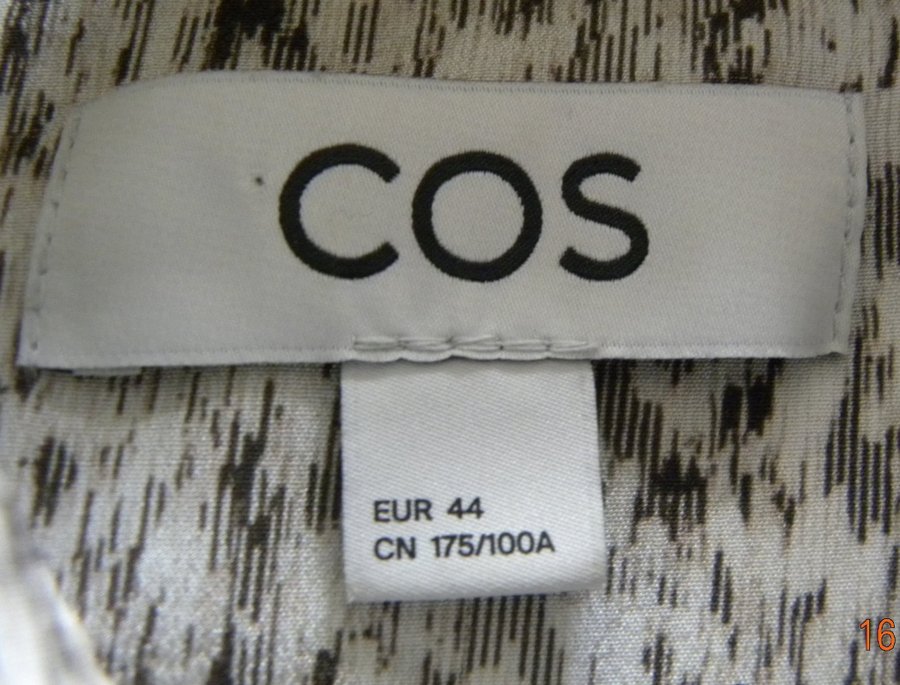 COS
EUR 44
CN 175/100A
16